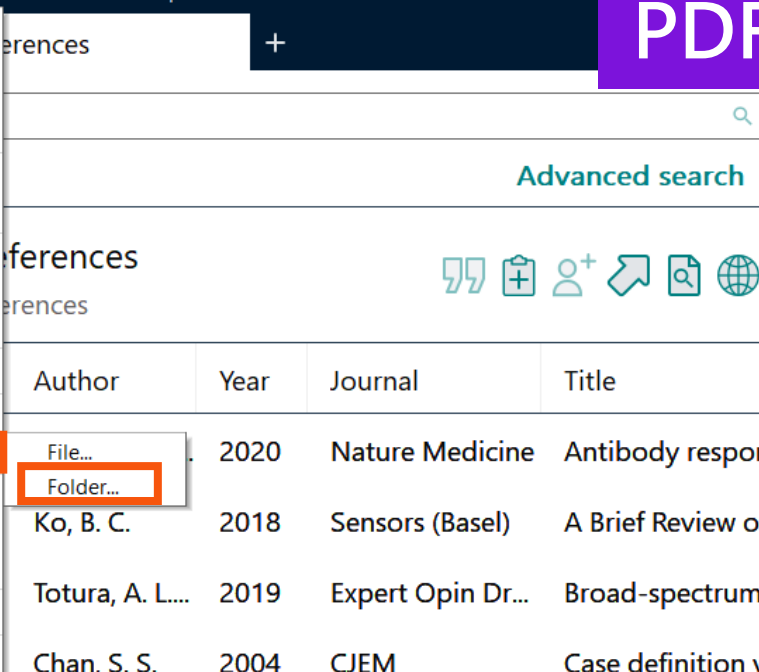 erences
+
PDF
Advanced search
eferences
erences
Author Year Journal Title
File... . 2020 Nature Medicine Antibody respon
Folder...
Ko, B. C. 2018 Sensors (Basel) A Brief Review o
Totura, A. L.... 2019 Expert Opin Dr... Broad-spectrum
Chan, S. S. 2004 CJEM Case definition